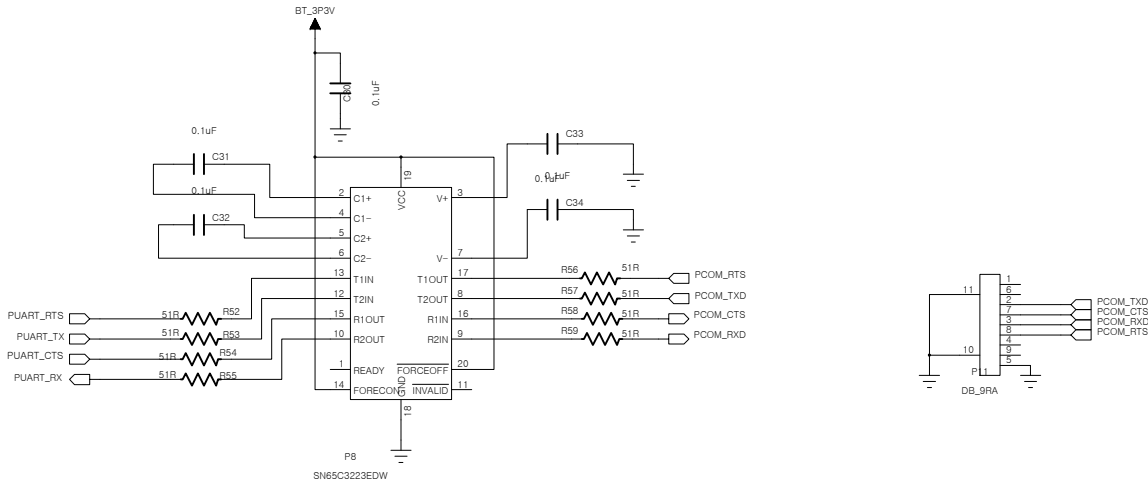 BT_3P3V
C30
0.1uF
0.1uF
C31
0.1uF
C32
C33
0.1uF
0.1uF
C34
2 C1+
4 C1−
5 C2+
6 C2−
13 T1IN
12 T2IN
15 R1OUT
10 R2OUT
1 READY
14 FORECON
19
VCC
V+ 3
V− 7
T1OUT 17
T2OUT 8
R1IN 16
R2IN 9
FORCEOFF 20
INVALID 11
GND
18
PUART_RTS 51R R52
PUART_TX 51R R53
PUART_CTS 51R R54
PUART_RX 51R R55
R56 51R PCOM_RTS
R57 51R PCOM_TXD
R58 51R PCOM_CTS
R59 51R PCOM_RXD
P8
SN65C3223EDW
11
10
1
6
2 PCOM_TXD
7 PCOM_CTS
3 PCOM_RXD
8 PCOM_RTS
4
9
5
P11
DB_9RA